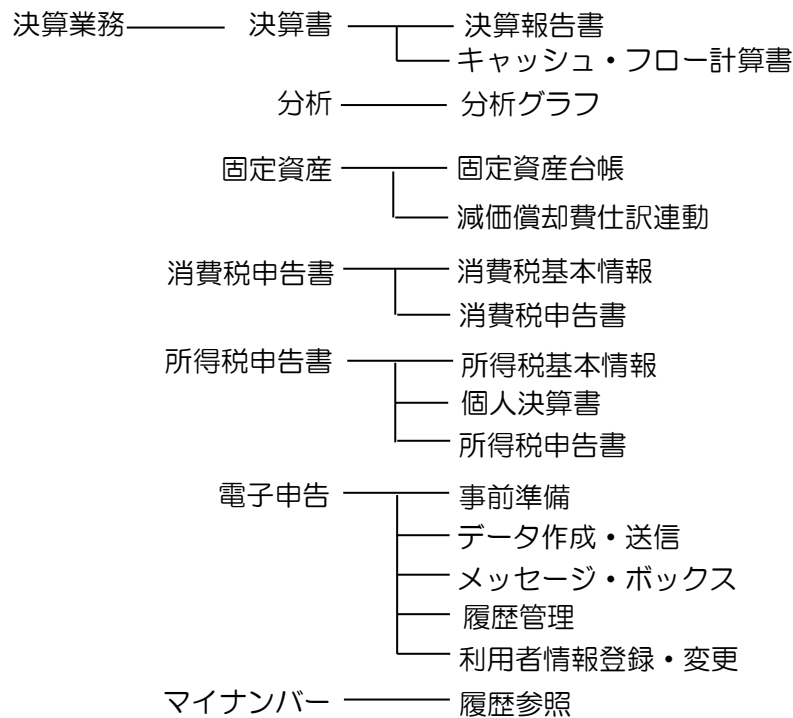 決算業務 決算書 決算報告書
キャッシュ・フロー計算書
分析 分析グラフ
固定資産 固定資産台帳
減価償却費仕訳連動
消費税申告書 消費税基本情報
消費税申告書
所得税申告書 所得税基本情報
個人決算書
所得税申告書
電子申告 事前準備
データ作成・送信
メッセージ・ボックス
履歴管理
利用者情報登録・変更
マイナンバー 履歴参照